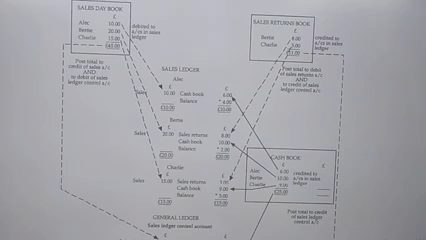 SALES DAY BOOK
£
Alec 10.00
Bertie 20.00
Charlie 15.00
£45.00
debited to
a/cs in sales
ledger
Post total to
credit of sales a/c
AND
to debit of sales
ledger control a/c
SALES RETURNS BOOK
£
Bertie 8.00
Charlie
£11.00
credited to
a/cs in sales
ledger
Post total to debit
of sales returns a/c
AND
to credit of
sales ledger control a/c
SALES LEDGER
Alec
£ £
Sales 10.00 Cash book 6.00
Balance 4.00
£10.00 £10.00
Bertie
£ £
Sales 20.00 Sales returns 8.00
Cash book 10.00
Balance 2.00
£20.00 £20.00
Charlie
£ £
Sales 15.00 Sales returns
Cash book 9.00
Balance
£15.00 £15.00
CASH BOOK
£
Alec 6.00
Bertie 10.00
Charlie 9.00
£25.00
credited to
a/cs in sales
ledger
Post total to credit
of sales ledger
control a/c
GENERAL LEDGER
Sales ledger control account
£ £